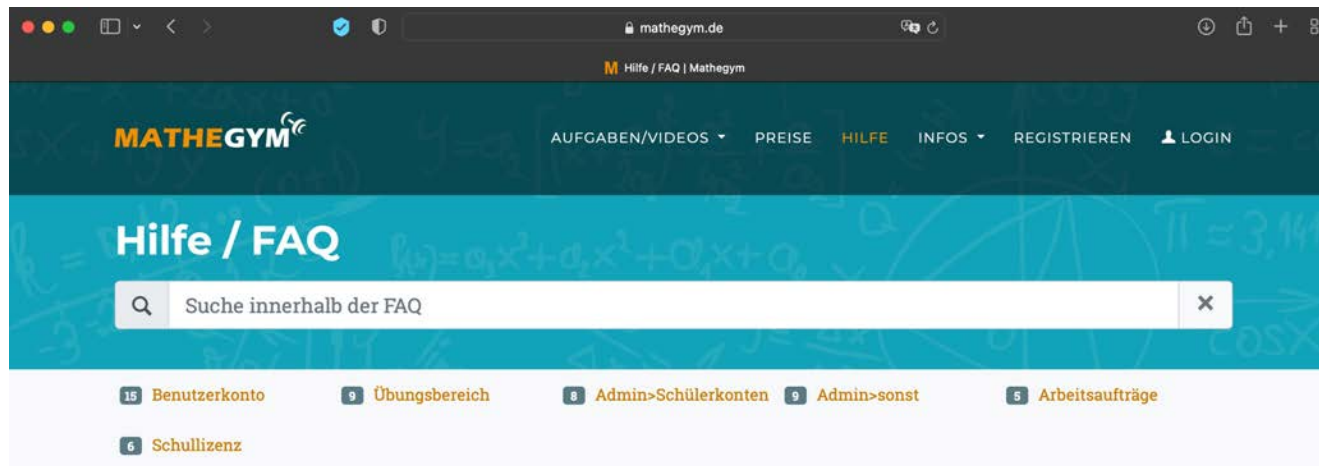 mathegym.de
M Hilfe / FAQ | Mathegym
MATHEGYM
AUFGABEN/VIDEOS PREISE HILFE INFOS REGISTRIEREN LOGIN
Hilfe / FAQ
Suche innerhalb der FAQ
15 Benutzerkonto 9 Übungsbereich 8 Admin>Schülerkonten 9 Admin>sonst 5 Arbeitsaufträge
6 Schullizenz